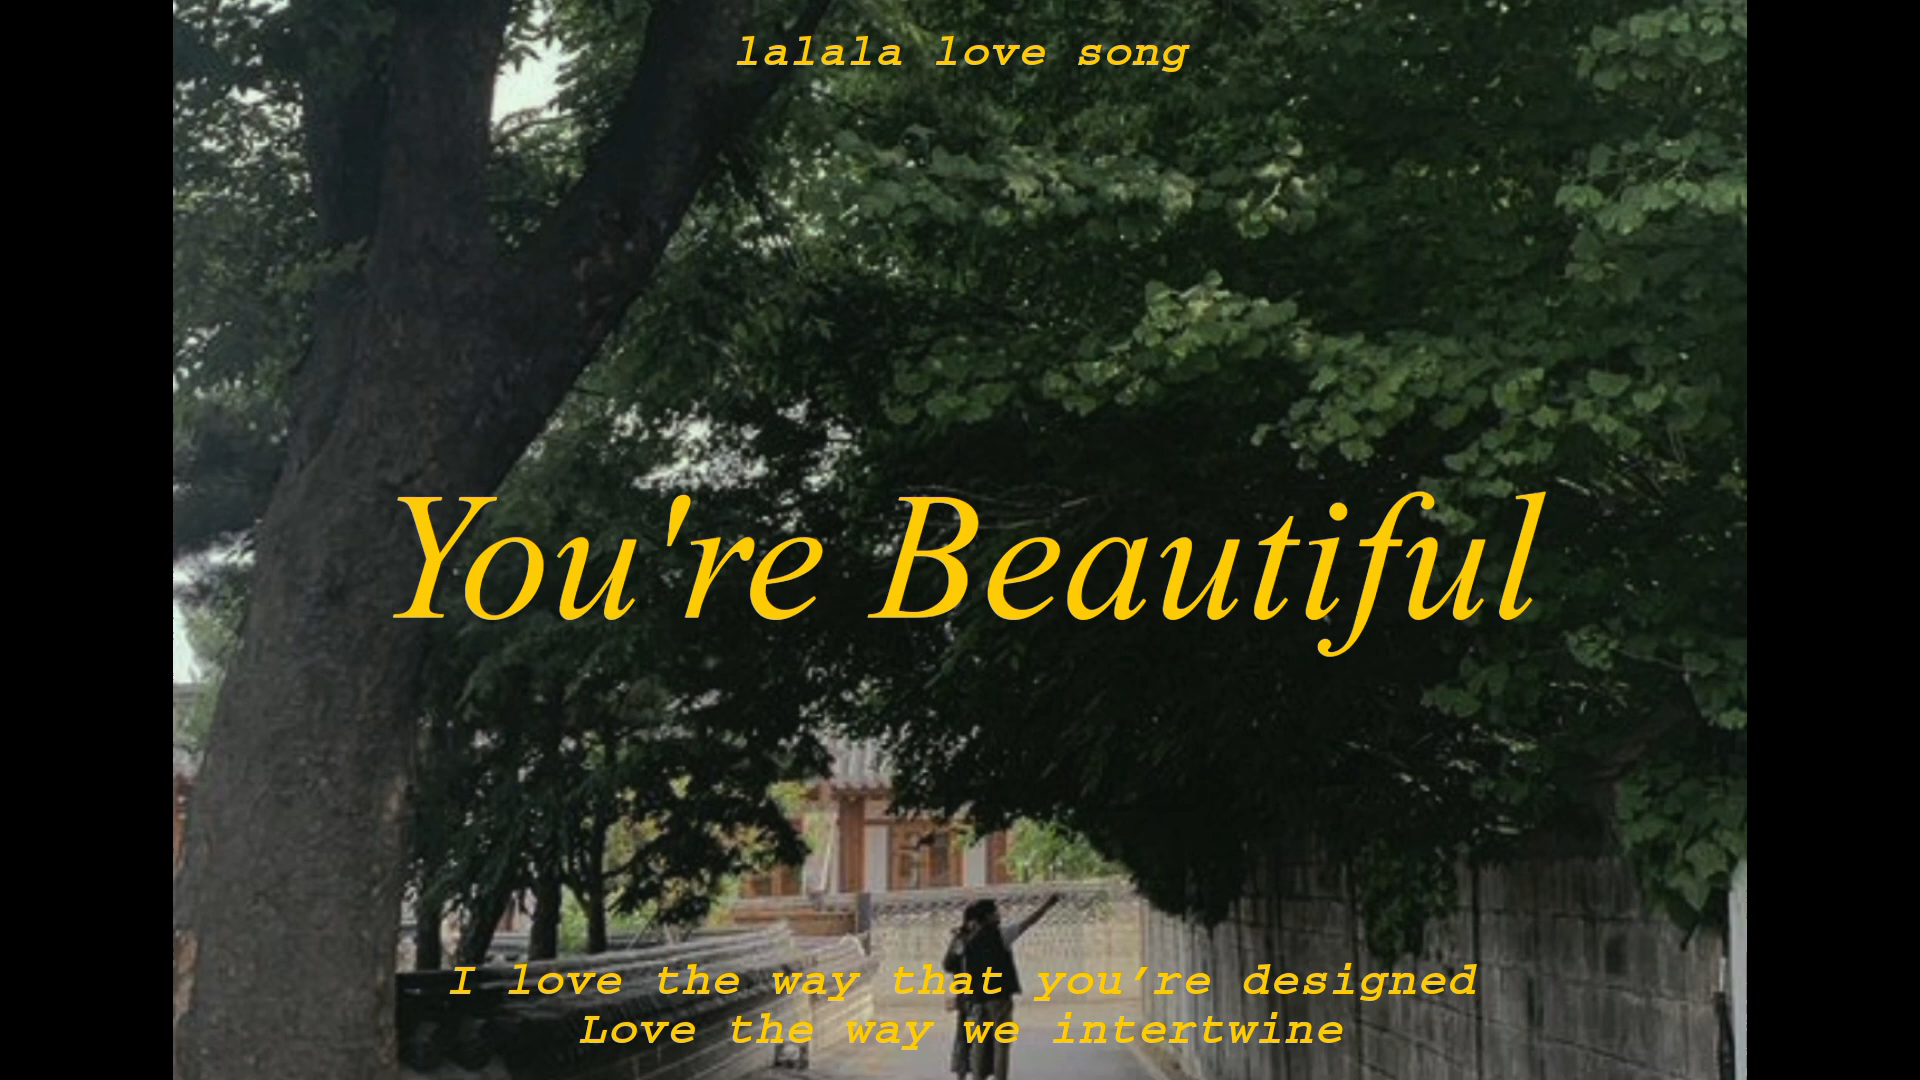 lalala love song
You're Beautiful
I love the way that you’re designed
Love the way we intertwine